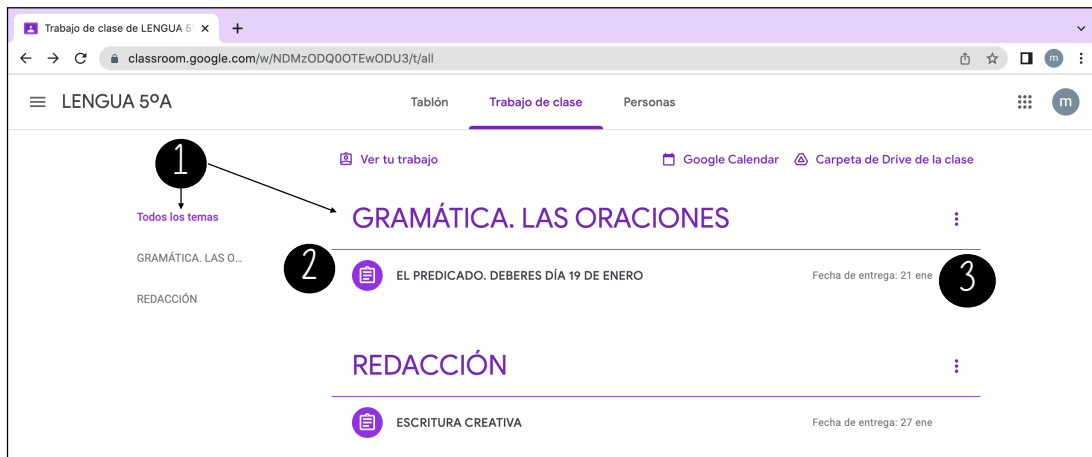 Trabajo de clase de LENGUA 5º
classroom.google.com/w/NDMzODQ0OTEwODU3/t/all
m
LENGUA 5ºA Tablón Trabajo de clase Personas m
1 Ver tu trabajo Google Calendar Carpeta de Drive de la clase
Todos los temas
GRAMÁTICA. LAS O...
REDACCIÓN
GRAMÁTICA. LAS ORACIONES
2 EL PREDICADO. DEBERES DÍA 19 DE ENERO Fecha de entrega: 21 ene 3
REDACCIÓN
ESCRITURA CREATIVA Fecha de entrega: 27 ene